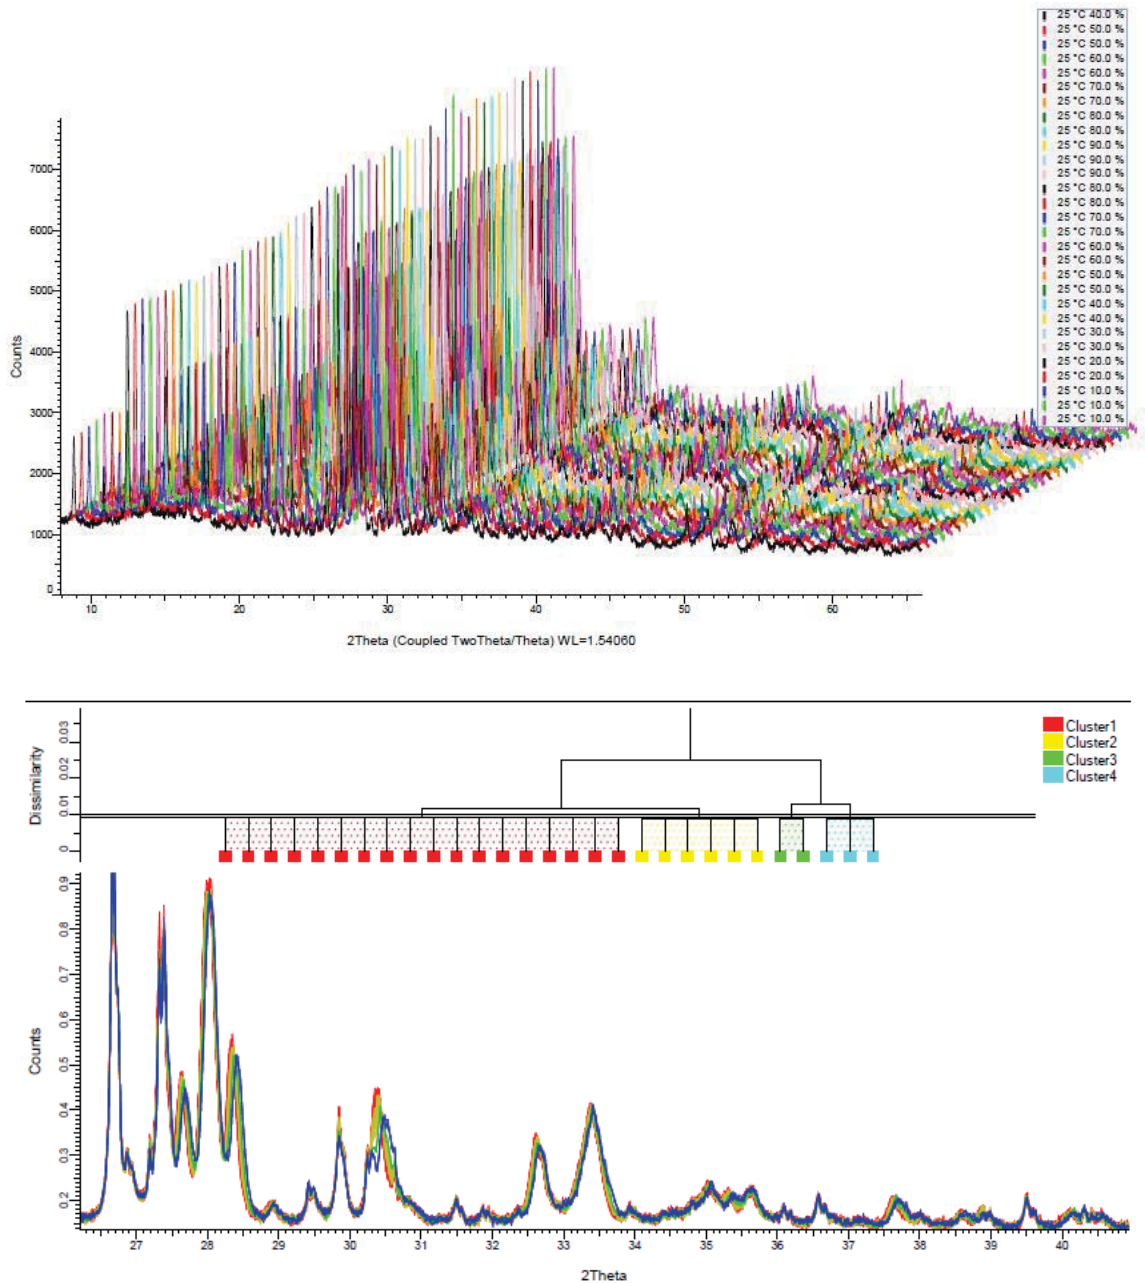 25 °C 40.0 %
25 °C 50.0 %
25 °C 50.0 %
25 °C 60.0 %
25 °C 60.0 %
25 °C 70.0 %
25 °C 70.0 %
25 °C 80.0 %
25 °C 80.0 %
25 °C 90.0 %
25 °C 90.0 %
25 °C 90.0 %
25 °C 80.0 %
25 °C 80.0 %
25 °C 70.0 %
25 °C 70.0 %
25 °C 60.0 %
25 °C 60.0 %
25 °C 50.0 %
25 °C 50.0 %
25 °C 40.0 %
25 °C 40.0 %
25 °C 30.0 %
25 °C 30.0 %
25 °C 20.0 %
25 °C 20.0 %
25 °C 10.0 %
25 °C 10.0 %
25 °C 10.0 %
Counts
7000
6000
5000
4000
3000
2000
1000
0
10 20 30 40 50 60
2Theta (Coupled TwoTheta/Theta) WL=1.54060
Dissimilarity
0.03
0.02
0.01
0
Cluster1
Cluster2
Cluster3
Cluster4
Counts
0.9
0.8
0.7
0.6
0.5
0.4
0.3
0.2
27 28 29 30 31 32 33 34 35 36 37 38 39 40
2Theta